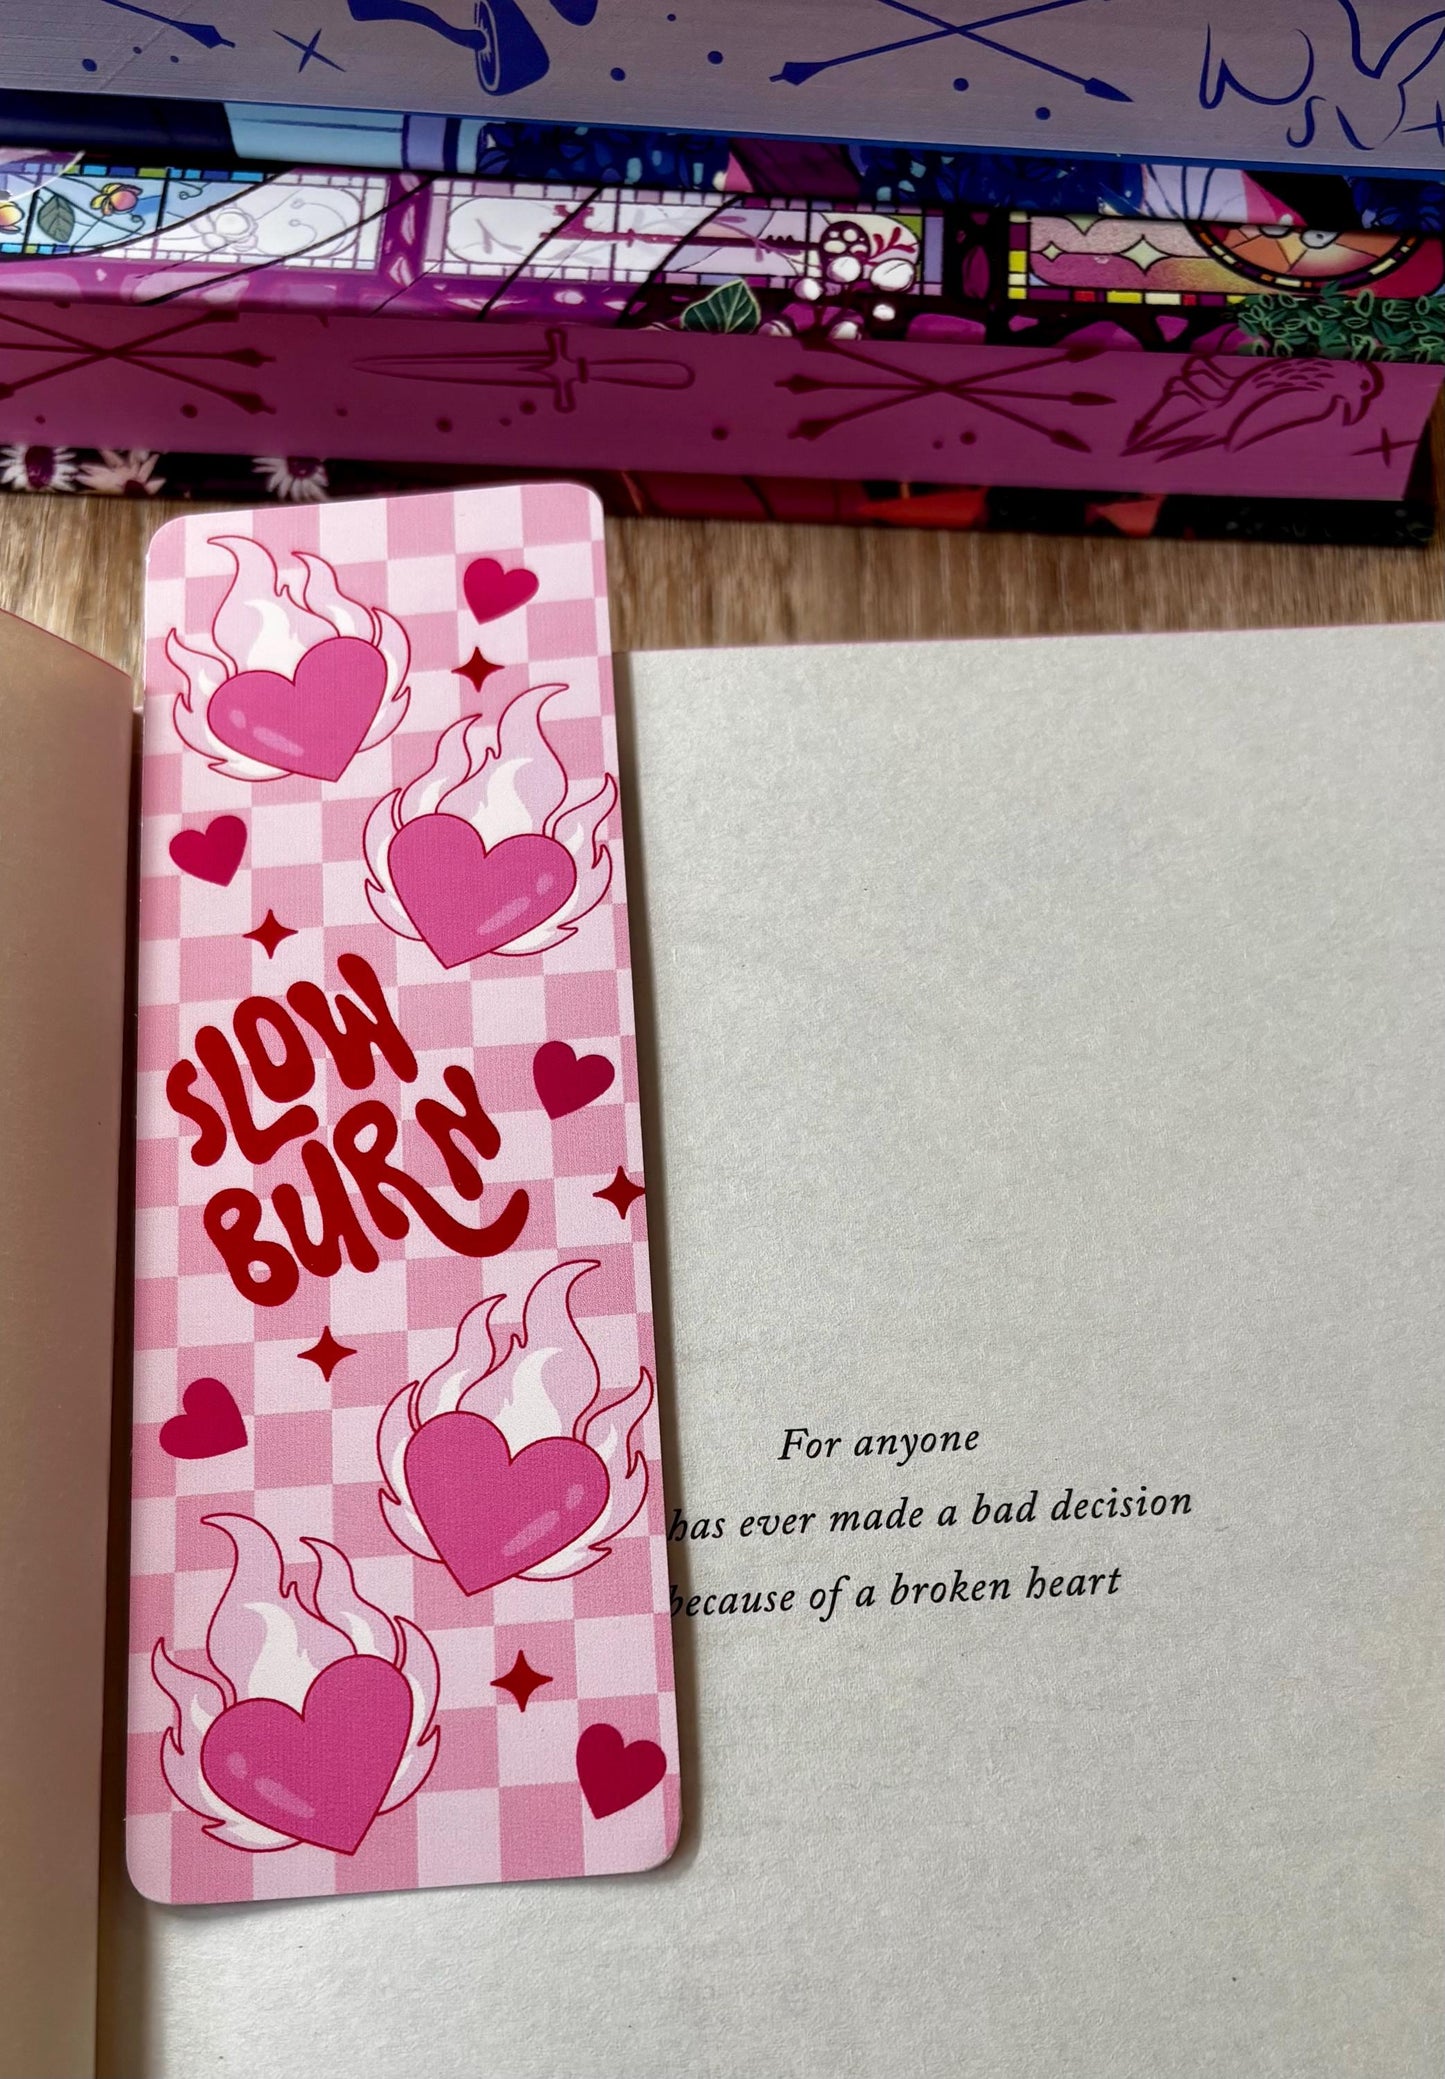 SLOW
BURN
For anyone
has ever made a bad decision
because of a broken heart